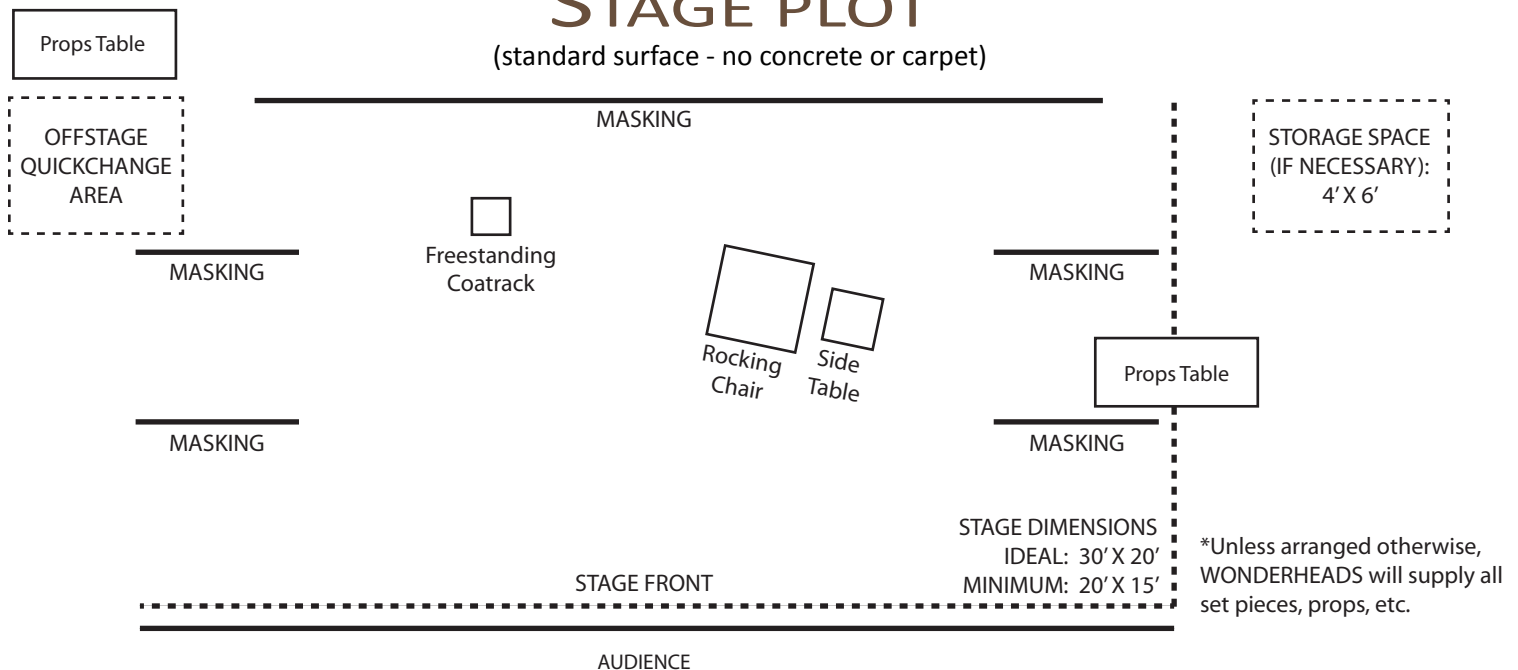 STAGE PLOT
(standard surface - no concrete or carpet)
Props Table
OFFSTAGE
QUICKCHANGE
AREA
MASKING
STORAGE SPACE
(IF NECESSARY):
4’ X 6’
Freestanding
Coatrack
MASKING
MASKING
Rocking
Chair
Side
Table
Props Table
MASKING
MASKING
STAGE DIMENSIONS
IDEAL: 30’ X 20’
MINIMUM: 20’ X 15’
*Unless arranged otherwise,
WONDERHEADS will supply all
set pieces, props, etc.
STAGE FRONT
AUDIENCE